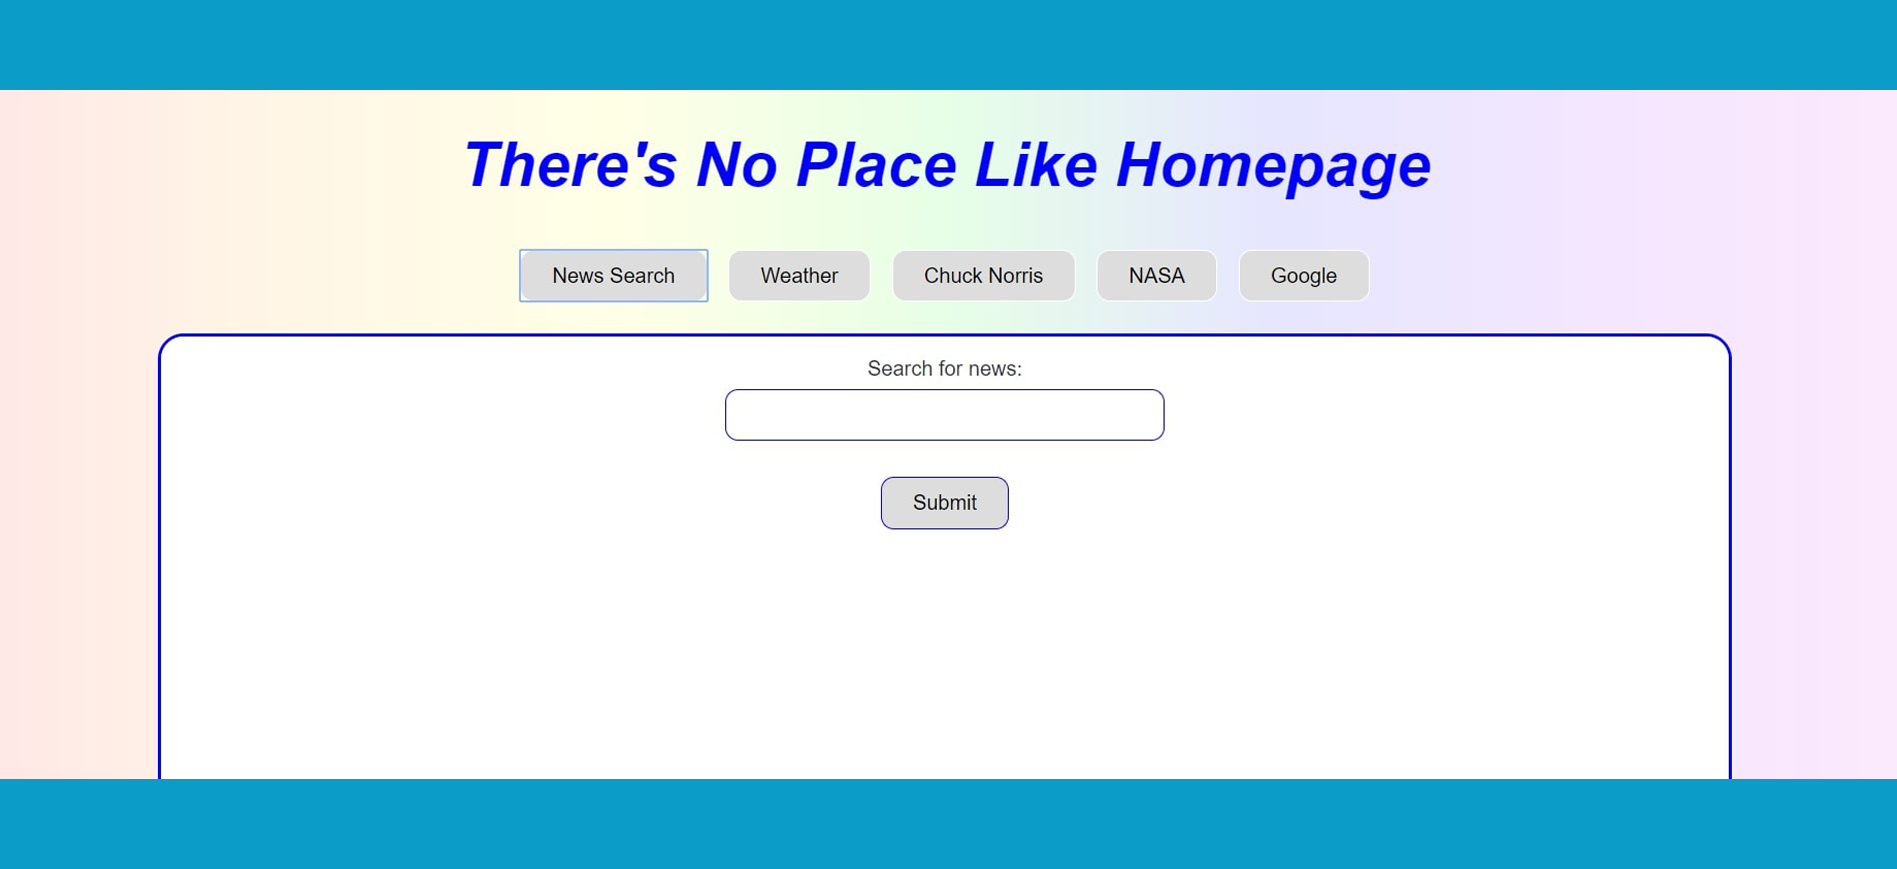 There's No Place Like Homepage
News Search Weather Chuck Norris NASA Google
Search for news:
Submit